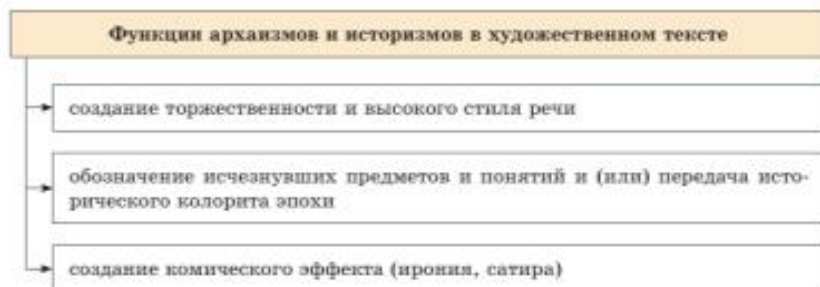 Функции архаизмов и историзмов в художественном тексте
создание торжественности и высокого стиля речи
обозначение исчезнувших предметов и понятий и (или) передача исто-
рического колорита эпохи
создание комического эффекта (ирония, сатира)